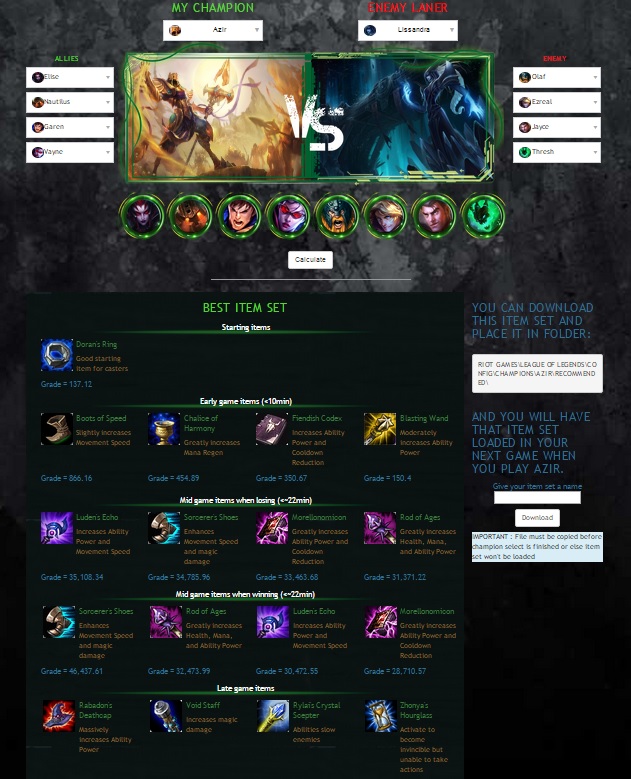 MY CHAMPION
ENEMY LANER
Azir
Lissandra
ALLIES
ENEMY
Elise
Nautilus
Garen
Vayne
VS
Olaf
Ezreal
Jayce
Thresh
Calculate
BEST ITEM SET
Starting items
Doran's Ring
Good starting
item for casters
Grade = 137.12
Early game items (<10min)
Boots of Speed
Slightly increases
Movement Speed
Grade = 866.16
Chalice of
Harmony
Greatly increases
Mana Regen
Grade = 454.89
Fiendish Codex
Increases Ability
Power and
Cooldown
Reduction
Grade = 350.67
Blasting Wand
Moderately
increases Ability
Power
Grade = 150.4
Mid game items when losing (<~22min)
Luden's Echo
Increases Ability
Power and
Movement Speed
Grade = 35,108.34
Sorcerer's Shoes
Enhances
Movement Speed
and magic
damage
Grade = 34,785.96
Morellonomicon
Greatly increases
Ability Power and
Cooldown
Reduction
Grade = 33,463.68
Rod of Ages
Greatly increases
Health, Mana,
and Ability Power
Grade = 31,371.22
Mid game items when winning (<~22min)
Sorcerer's Shoes
Enhances
Movement Speed
and magic
damage
Grade = 46,437.61
Rod of Ages
Greatly increases
Health, Mana,
and Ability Power
Grade = 32,473.99
Luden's Echo
Increases Ability
Power and
Movement Speed
Grade = 30,472.55
Morellonomicon
Greatly increases
Ability Power and
Cooldown
Reduction
Grade = 28,710.57
Late game items
Rabadon's
Deathcap
Massively
increases Ability
Power
Void Staff
Increases magic
damage
Rylai's Crystal
Scepter
Abilities slow
enemies
Zhonya's
Hourglass
Activate to
become
invincible but
unable to take
actions
YOU CAN DOWNLOAD
THIS ITEM SET AND
PLACE IT IN FOLDER:
RIOT GAMES\LEAGUE OF LEGENDS\CO
NFIG\CHAMPIONS\AZIR\RECOMMEND
ED\
AND YOU WILL HAVE
THAT ITEM SET
LOADED IN YOUR
NEXT GAME WHEN
YOU PLAY AZIR.
Give your item set a name
Download
IMPORTANT : File must be copied before
champion select is finished or else item
set won't be loaded